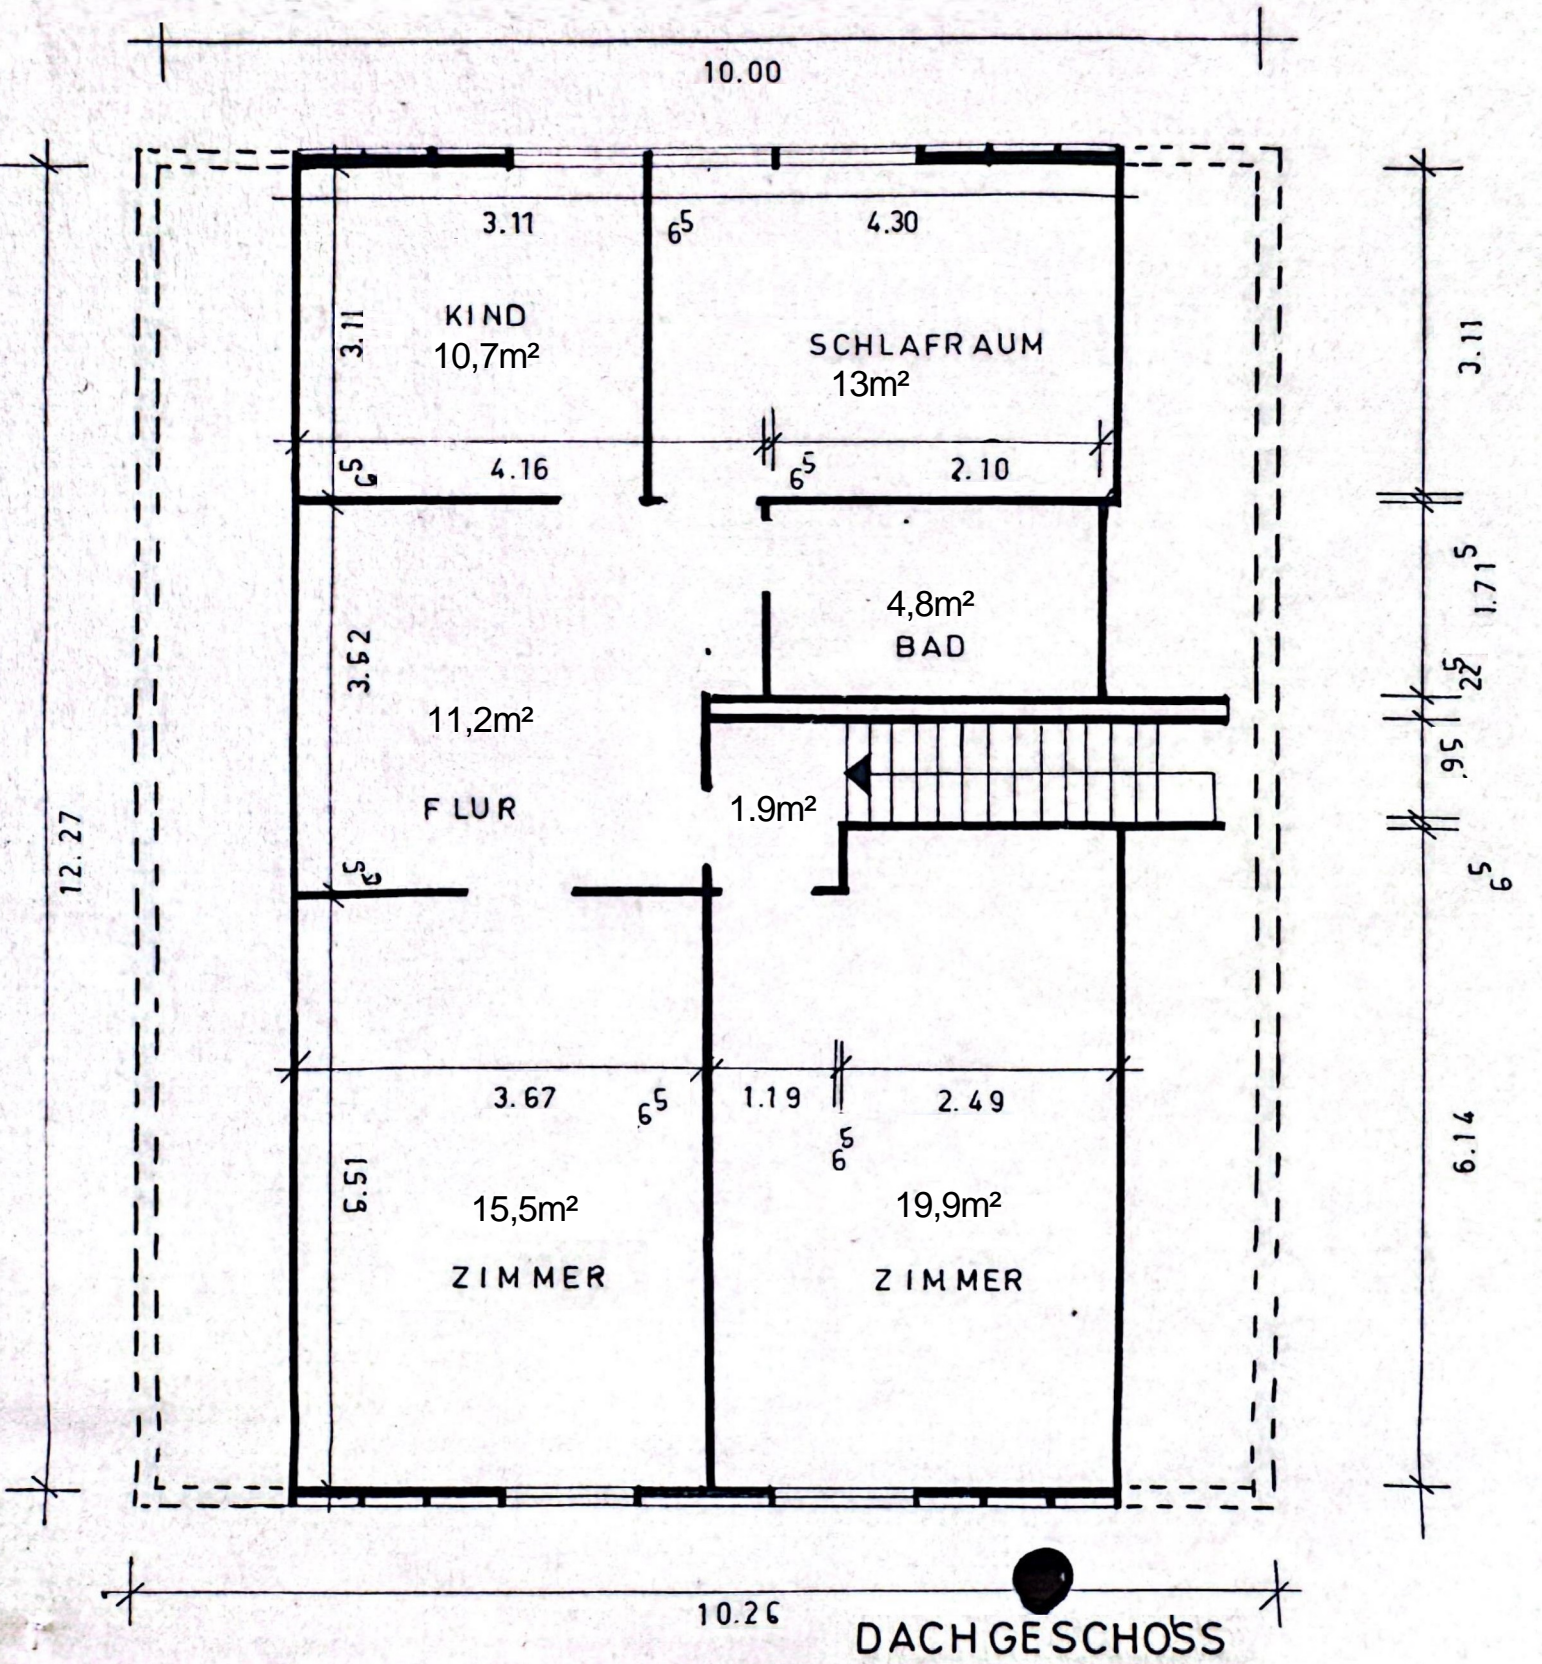 10.00
3.11
6⁵
4.30
KIND
10,7m²
3.11
SCHLAFRAUM
13m²
3.11
6⁵
4.16
6⁵
2.10
1.71⁵
4,8m²
BAD
3.62
22⁵
11,2m²
.95
FLUR
1.9m²
12.27
6⁵
6⁵
3.67
6⁵
1.19
2.49
6⁵
6.14
5.51
15,5m²
19,9m²
ZIMMER
ZIMMER
10.26
DACHGESCHOSS